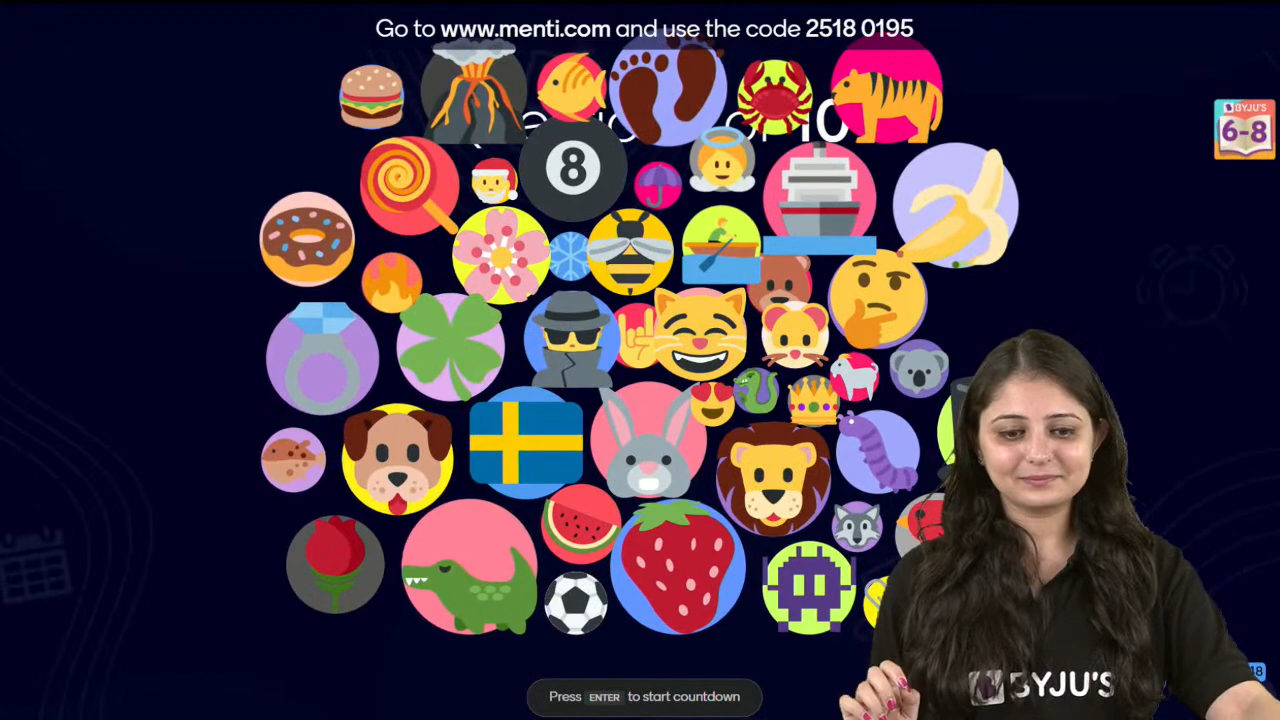 Go to www.menti.com and use the code 2518 0195
BYJU'S
6-8
10
8
BYJU'S
Press ENTER to start countdown